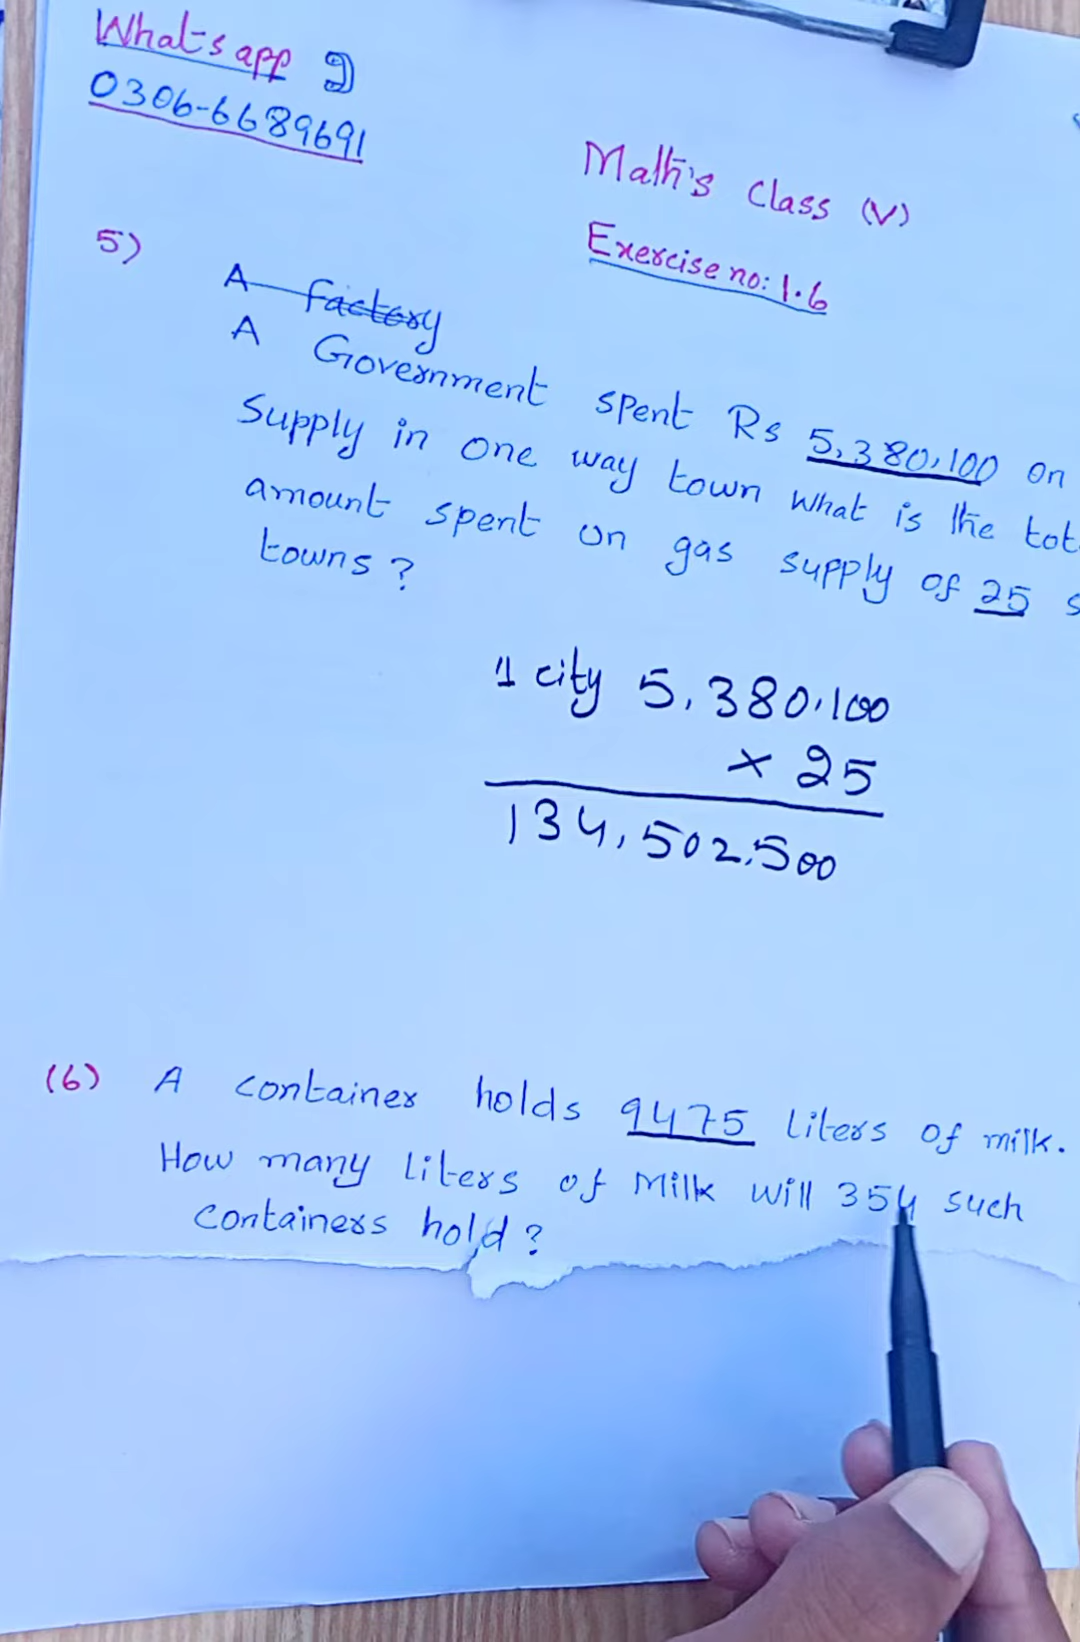 Whatsapp
0306-6689691
Math's Class (V)
Exercise no: 1.6
5)
A factory
A Government spent Rs 5,380,100 on
Supply in one way town what is the tot
amount spent on gas supply of 25 s
towns?
1 city 5,380,100
× 25
134,502,500
(6) A container holds 9475 liters of milk.
How many liters of Milk will 354 such
containers hold?